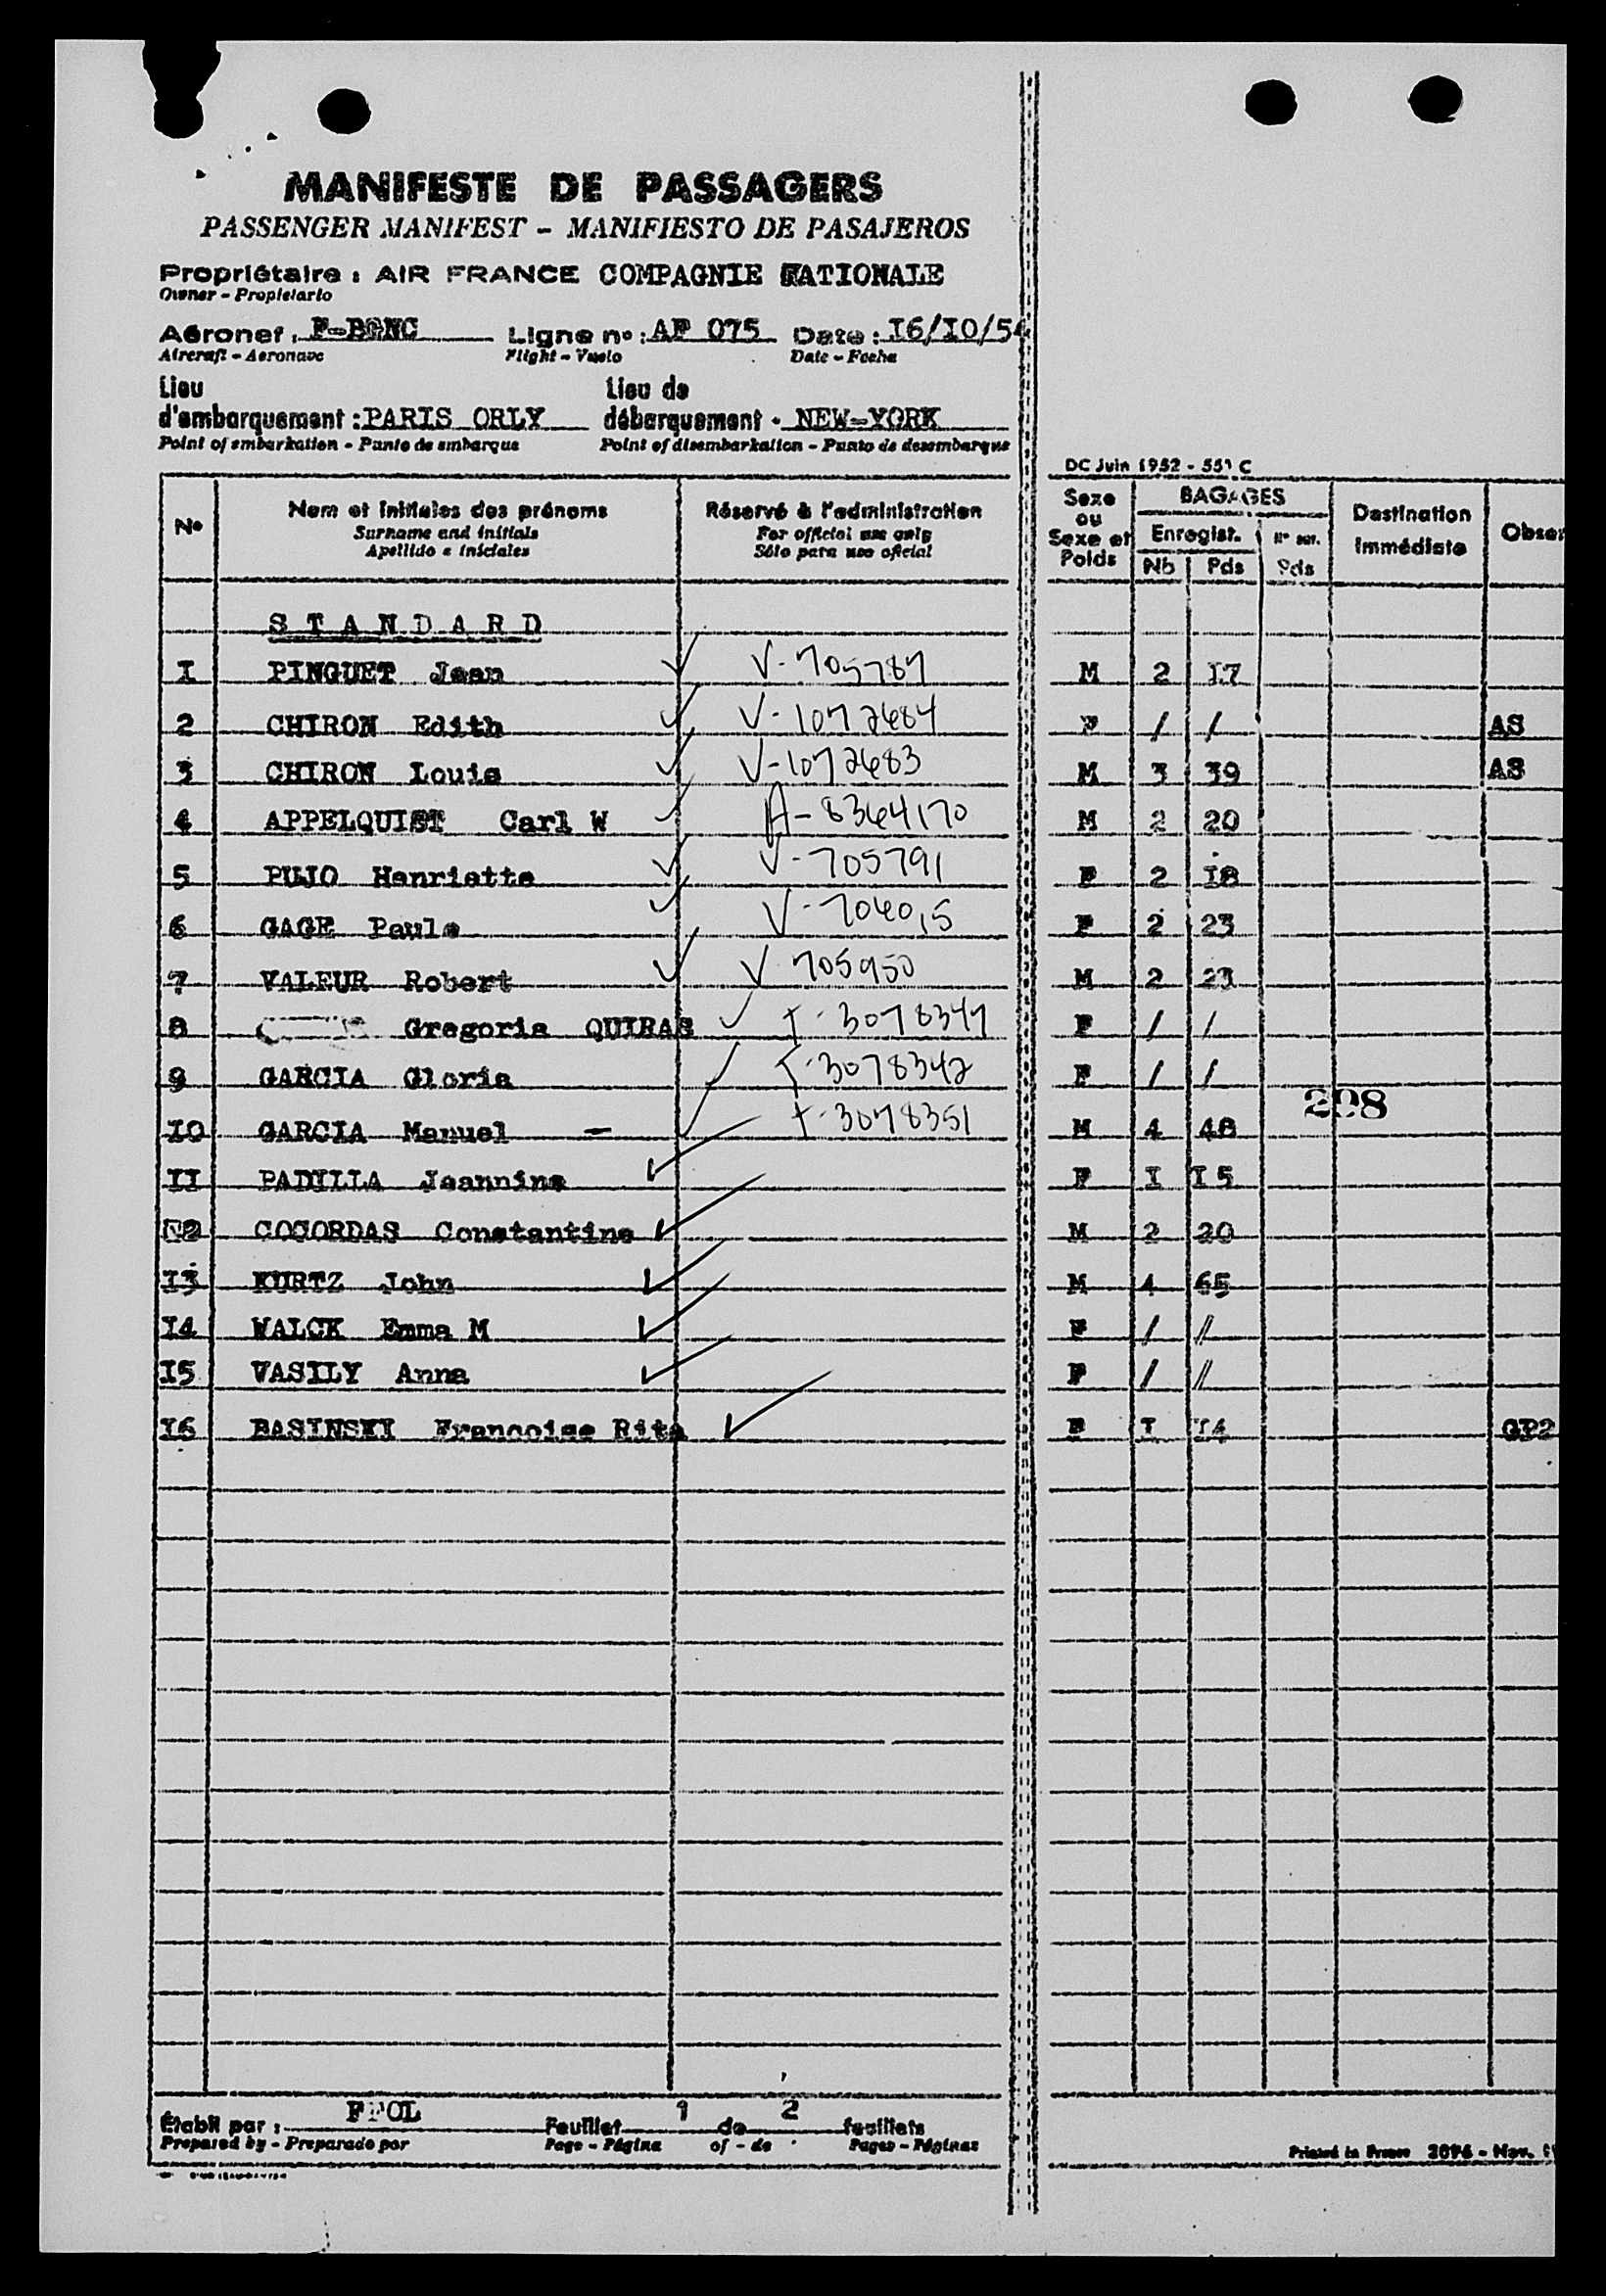 MANIFESTE DE PASSAGERS
PASSENGER MANIFEST - MANIFIESTO DE PASAJEROS
Propriétaire : AIR FRANCE COMPAGNIE NATIONALE
Owner - Propietario
Aéronef : F-BGNC Ligne n° : AF 075 Date : I6/I0/54
Aircraft - Aeronave Flight - Vuelo Date - Fecha
Lieu Lieu de
d'embarquement : PARIS ORLY débarquement - NEW-YORK
Point of embarkation - Punto de embarque Point of disembarkation - Punto de desembarque
DC Juin 1952 - 551 C
N° Nom et initiales des prénoms Réservé à l'administration Sexe ou Sexe et Poids BAGAGES Destination immédiate Obser
Surname and initials For official use only Enregist.
Apellido e iniciales Sólo para uso oficial Nb Pds Pds
STANDARD
I PINGUET Jean V-705787 M 2 I7
2 CHIRON Edith V-1072684 F / / AS
3 CHIRON Louis V-1072683 M 3 39 AS
4 APPELQUIST Carl W A-8364170 M 2 20
5 PUJO Henriette V-705791 F 2 I8
6 GAGE Paule V-704015 F 2 23
7 VALEUR Robert V 705950 M 2 23
8 Gregoria QUIRAS T-3078347 F / /
9 GARCIA Gloria T-3078342 F / /
298
I0 GARCIA Manuel - T-3078351 M 4 48
II PADILLA Jeannine F I I5
I2 COCORDAS Constantine M 2 20
I3 KURTZ John M 4 65
I4 WALCK Emma M F / //
I5 VASILY Anna F / //
I6 BASINSKI Francoise Rita F I I4 GP2
Établi par : FPOL Feuillet 1 de 2 feuillets
Prepared by - Preparado por Page - Página of - de Pages - Páginas
Printed in France 2096 - Nov.